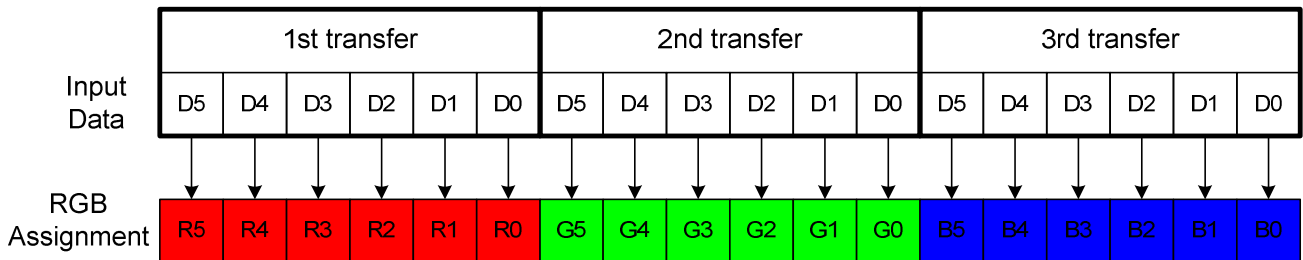 1st transfer 2nd transfer 3rd transfer
Input Data
D5 D4 D3 D2 D1 D0 D5 D4 D3 D2 D1 D0 D5 D4 D3 D2 D1 D0
RGB Assignment
R5 R4 R3 R2 R1 R0 G5 G4 G3 G2 G1 G0 B5 B4 B3 B2 B1 B0